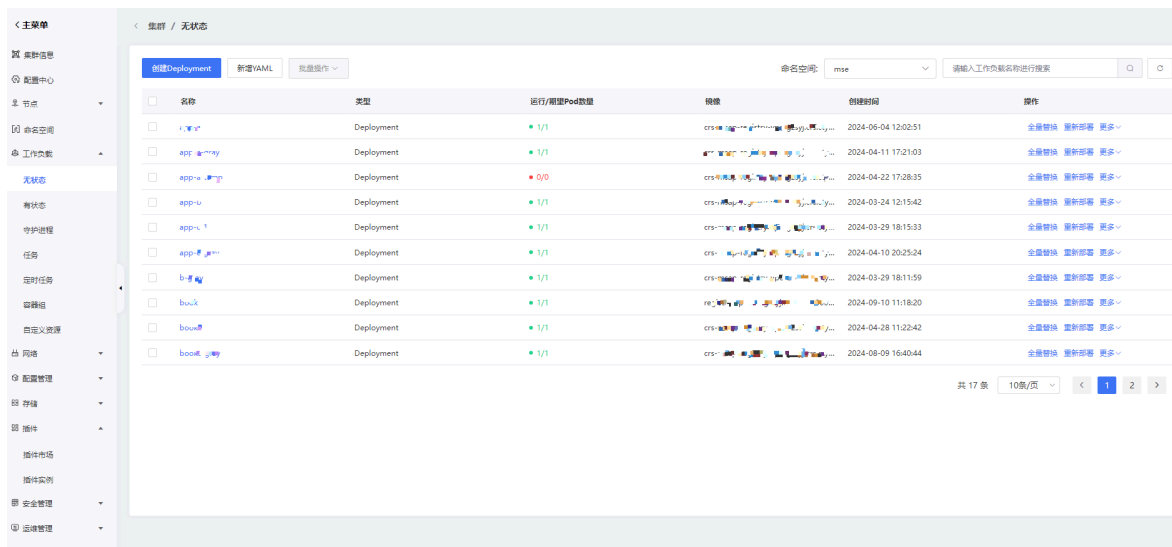 主菜单
集群 / 无状态
集群信息
配置中心
节点
命名空间
工作负载
无状态
有状态
守护进程
任务
定时任务
容器组
自定义资源
网络
配置管理
存储
插件
插件市场
插件实例
安全管理
运维管理
创建Deployment 新增YAML 批量操作 命名空间: mse 请输入工作负载名称进行搜索
名称 类型 运行/期望Pod数量 镜像 创建时间 操作
Deployment 1/1 2024-06-04 12:02:51 全量替换 重新部署 更多
Deployment 1/1 2024-04-11 17:21:03 全量替换 重新部署 更多
Deployment 0/0 2024-04-22 17:28:35 全量替换 重新部署 更多
Deployment 1/1 2024-03-24 12:15:42 全量替换 重新部署 更多
Deployment 1/1 2024-03-29 18:15:33 全量替换 重新部署 更多
Deployment 1/1 2024-04-10 20:25:24 全量替换 重新部署 更多
Deployment 1/1 2024-03-29 18:11:59 全量替换 重新部署 更多
Deployment 1/1 2024-09-10 11:18:20 全量替换 重新部署 更多
Deployment 1/1 2024-04-28 11:22:42 全量替换 重新部署 更多
Deployment 1/1 2024-08-09 16:40:44 全量替换 重新部署 更多
共 17 条 10条/页 1 2